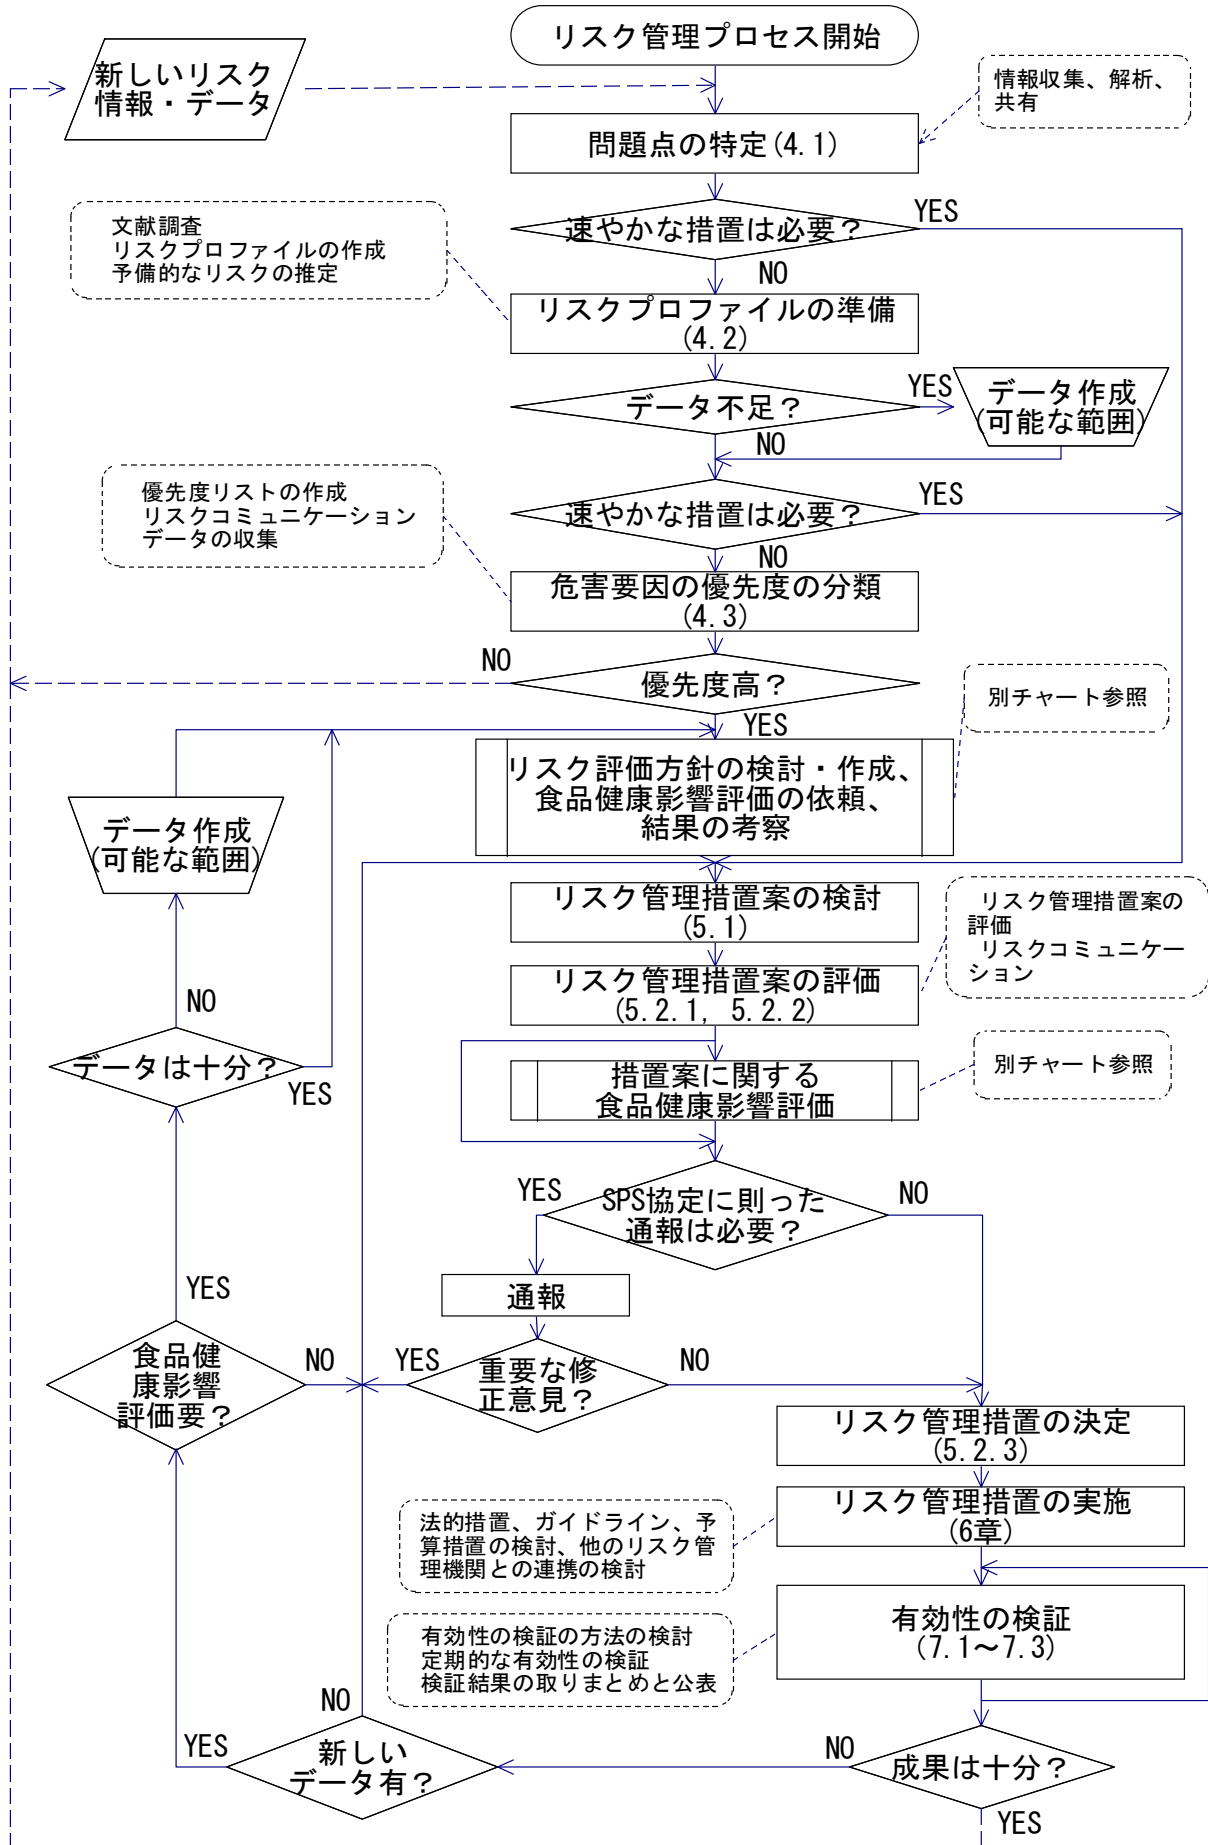 リスク管理プロセス開始
新しいリスク
情報・データ
情報収集、解析、
共有
問題点の特定(4.1)
速やかな措置は必要？
YES
NO
文献調査
リスクプロファイルの作成
予備的なリスクの推定
リスクプロファイルの準備
(4.2)
データ不足？
YES
NO
データ作成
(可能な範囲)
速やかな措置は必要？
YES
NO
優先度リストの作成
リスクコミュニケーション
データの収集
危害要因の優先度の分類
(4.3)
優先度高？
NO
YES
別チャート参照
リスク評価方針の検討・作成、
食品健康影響評価の依頼、
結果の考察
データ作成
(可能な範囲)
リスク管理措置案の検討
(5.1)
リスク管理措置案の
評価
リスクコミュニケー
ション
リスク管理措置案の評価
(5.2.1, 5.2.2)
NO
データは十分？
YES
措置案に関する
食品健康影響評価
別チャート参照
SPS協定に則った
通報は必要？
YES
NO
通報
YES
食品健
康影響
評価要？
NO
YES
重要な修
正意見？
NO
リスク管理措置の決定
(5.2.3)
リスク管理措置の実施
(6章)
法的措置、ガイドライン、予
算措置の検討、他のリスク管
理機関との連携の検討
有効性の検証
(7.1～7.3)
有効性の検証の方法の検討
定期的な有効性の検証
検証結果の取りまとめと公表
NO
YES
新しい
データ有？
NO
成果は十分？
YES